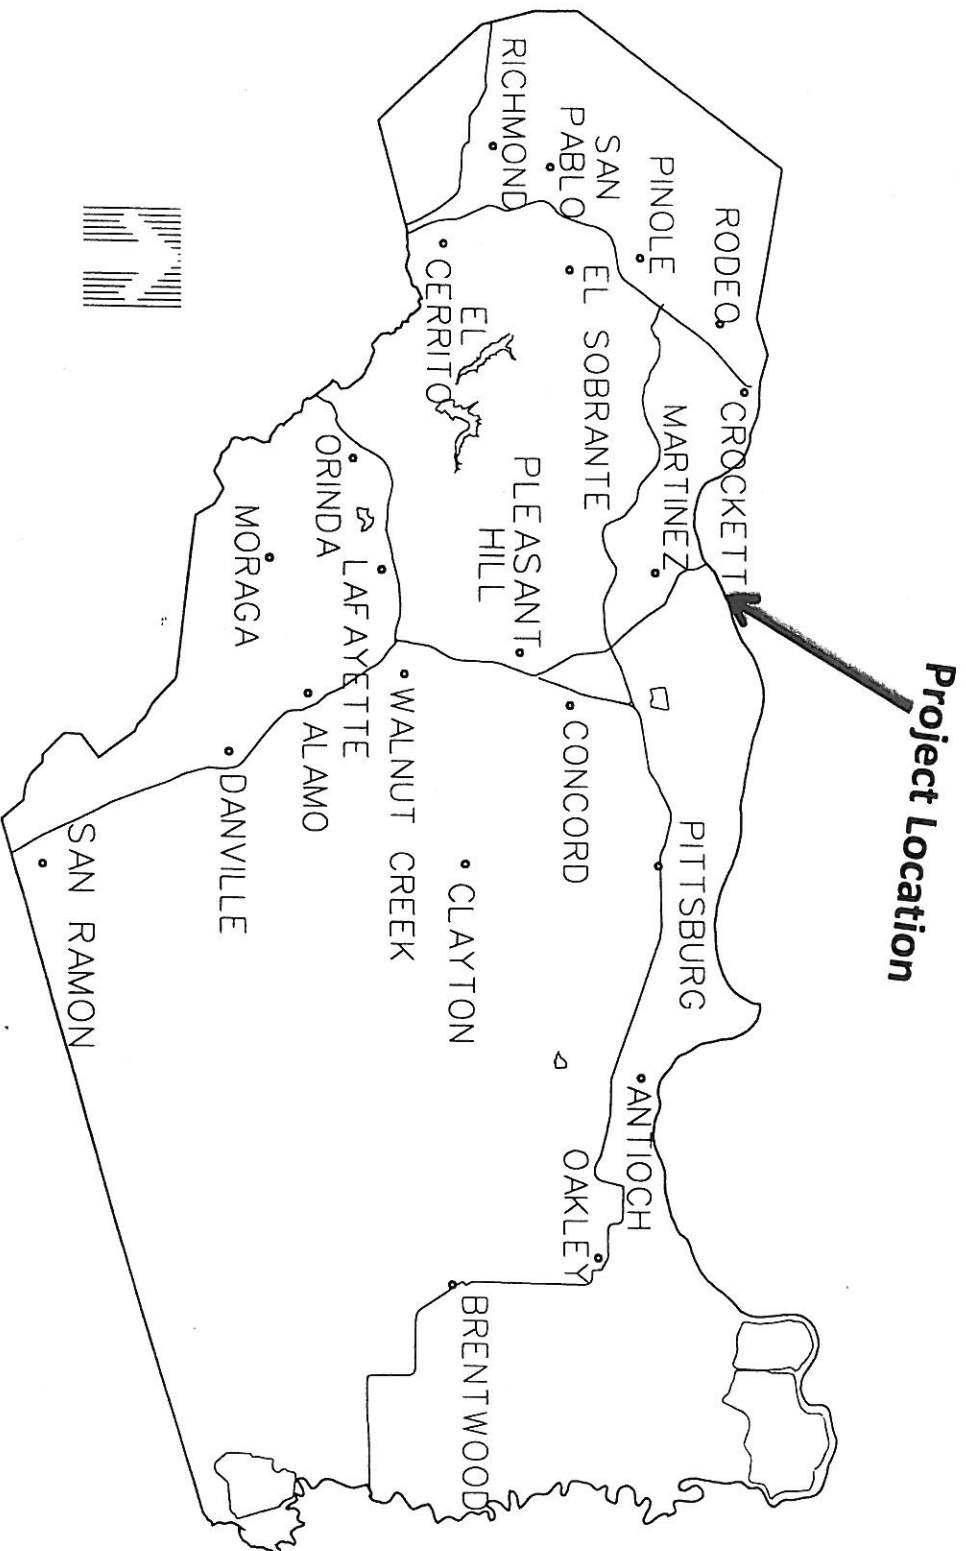 Project Location
RODEO
CROCKETT
PINOLE
MARTINEZ
SAN
PABLO
EL SOBRANTE
RICHMOND
PLEASANT
HILL
EL
CERRITO
CONCORD
PITTSBURG
ANTIOCH
OAKLEY
BRENTWOOD
CLAYTON
WALNUT CREEK
LAFAYETTE
ORINDA
MORAGA
ALAMO
DANVILLE
SAN RAMON